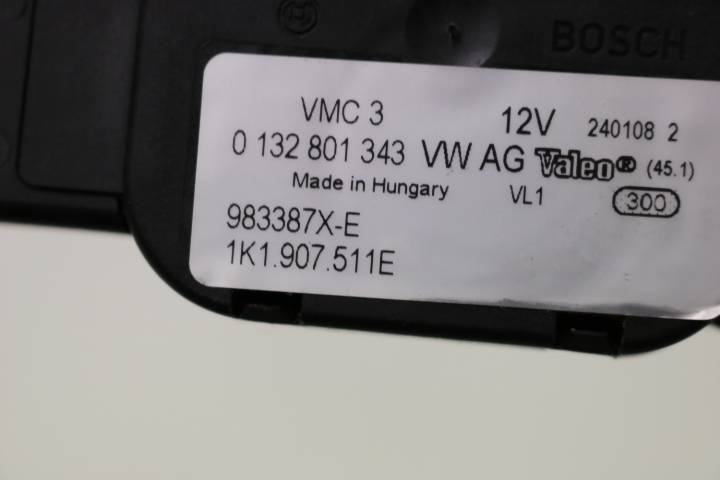 BOSCH
VMC 3 12V 240108 2
0 132 801 343 VW AG Valeo® (45.1)
Made in Hungary VL1 300
983387X-E
1K1.907.511E